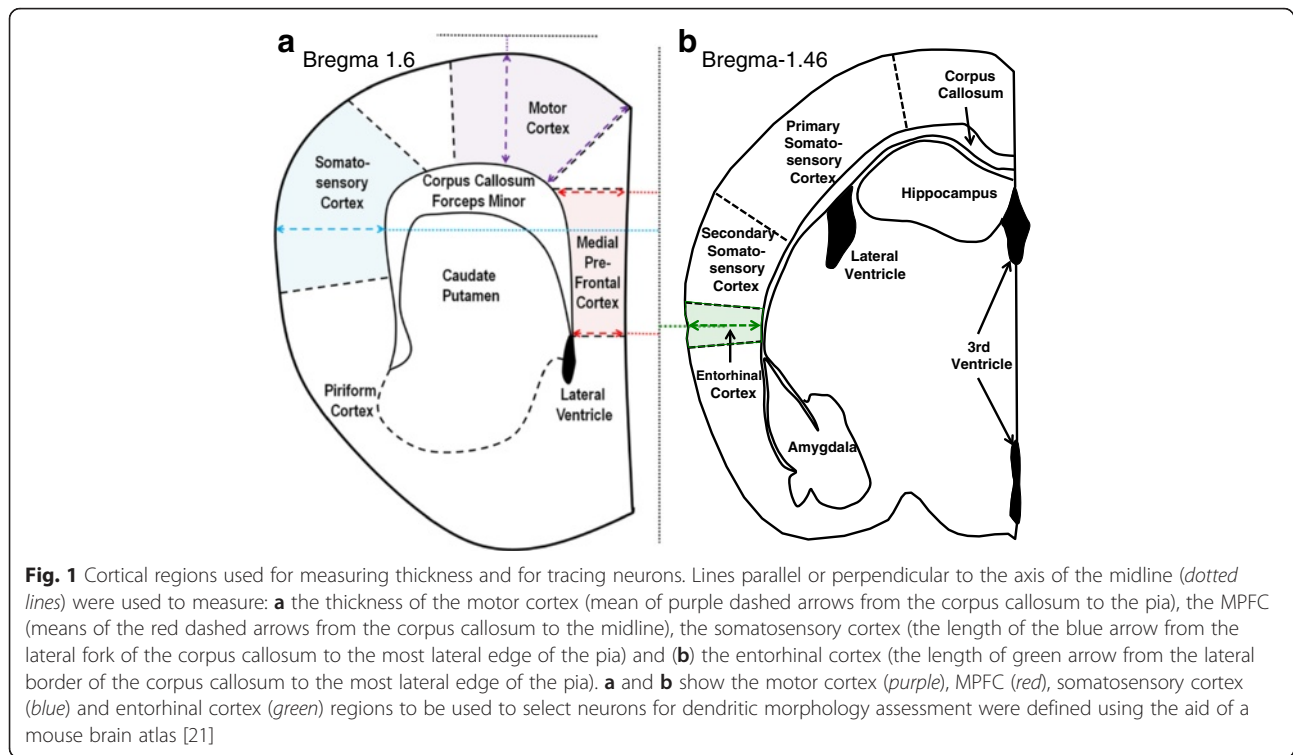 a
Bregma 1.6
Motor
Cortex
Somato-
sensory
Cortex
Corpus Callosum
Forceps Minor
Medial
Pre-
Frontal
Cortex
Caudate
Putamen
Piriform
Cortex
Lateral
Ventricle
b
Bregma-1.46
Corpus
Callosum
Primary
Somato-
sensory
Cortex
Hippocampus
Secondary
Somato-
sensory
Cortex
Lateral
Ventricle
3rd
Ventricle
Entorhinal
Cortex
Amygdala
Fig. 1 Cortical regions used for measuring thickness and for tracing neurons. Lines parallel or perpendicular to the axis of the midline (dotted
lines) were used to measure: a the thickness of the motor cortex (mean of purple dashed arrows from the corpus callosum to the pia), the MPFC
(means of the red dashed arrows from the corpus callosum to the midline), the somatosensory cortex (the length of the blue arrow from the
lateral fork of the corpus callosum to the most lateral edge of the pia) and (b) the entorhinal cortex (the length of green arrow from the lateral
border of the corpus callosum to the most lateral edge of the pia). a and b show the motor cortex (purple), MPFC (red), somatosensory cortex
(blue) and entorhinal cortex (green) regions to be used to select neurons for dendritic morphology assessment were defined using the aid of a
mouse brain atlas [21]